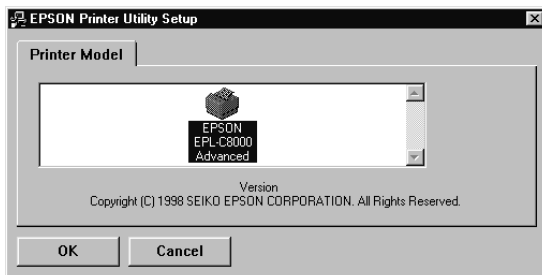 EPSON Printer Utility Setup
Printer Model
EPSON
EPL-C8000
Advanced
Version
Copyright (C) 1998 SEIKO EPSON CORPORATION. All Rights Reserved.
OK Cancel